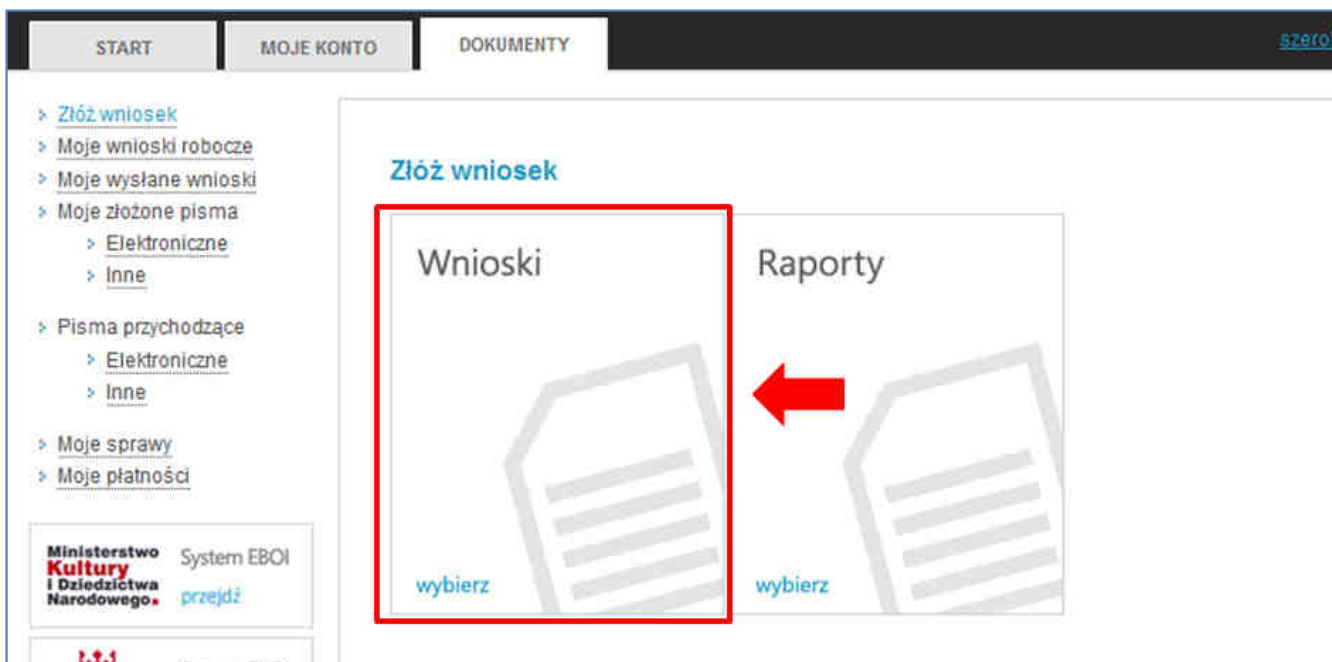 START
MOJE KONTO
DOKUMENTY
Złóż wniosek
Moje wnioski robocze
Moje wysłane wnioski
Moje złożone pisma
Elektroniczne
Inne
Pisma przychodzące
Elektroniczne
Inne
Moje sprawy
Moje płatności
Ministerstwo
Kultury
i Dziedzictwa
Narodowego.
System EBOI
przejdź
Złóż wniosek
Wnioski
wybierz
Raporty
wybierz